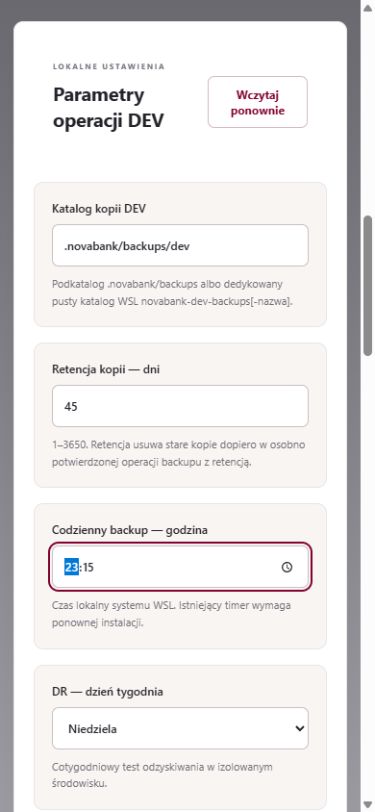 LOKALNE USTAWIENIA
Parametry
operacji DEV
Wczytaj
ponownie
Katalog kopii DEV
.novabank/backups/dev
Podkatalog .novabank/backups albo dedykowany
pusty katalog WSL novabank-dev-backups[-nazwa].
Retencja kopii — dni
45
1–3650. Retencja usuwa stare kopie dopiero w osobno
potwierdzonej operacji backupu z retencją.
Codzienny backup — godzina
23:15
Czas lokalny systemu WSL. Istniejący timer wymaga
ponownej instalacji.
DR — dzień tygodnia
Niedziela
Cotygodniowy test odzyskiwania w izolowanym
środowisku.